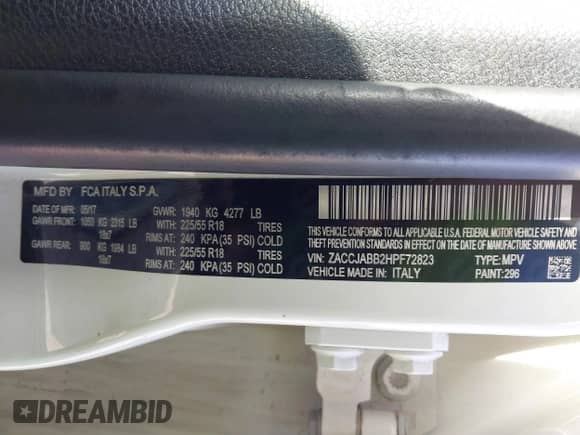 MFD BY FCA ITALY S.P.A.
DATE OF MFR 05/17 GVWR: 1940 KG 4277 LB
GAWR FRONT: 1050 KG 2315 LB WITH 225/55 R18 TIRES
18x7 RIMS AT 240 KPA(35 PSI) COLD
GAWR REAR: 900 KG 1984 LB WITH 225/55 R18 TIRES
18x7 RIMS AT 240 KPA(35 PSI) COLD
THIS VEHICLE CONFORMS TO ALL APPLICABLE U.S.A. FEDERAL MOTOR VEHICLE SAFETY AND
THEFT PREVENTION STANDARDS IN EFFECT ON THE DATE OF MANUFACTURE SHOWN ABOVE.
VIN: ZACCJABB2HPF72823 TYPE: MPV
VEHICLE MADE IN: ITALY PAINT: 296
DREAMBID